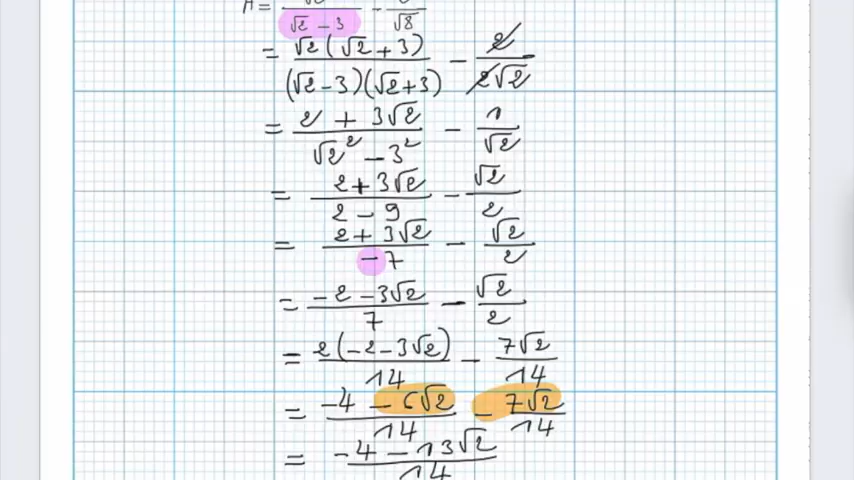 A = √2/(√2 - 3) - 2/√8
= √2(√2 + 3)/((√2 - 3)(√2 + 3)) - 2/(2√2)
= (2 + 3√2)/(√2² - 3²) - 1/√2
= (2 + 3√2)/(2 - 9) - √2/2
= (2 + 3√2)/(-7) - √2/2
= (-2 - 3√2)/7 - √2/2
= 2(-2 - 3√2)/14 - 7√2/14
= (-4 - 6√2)/14 - 7√2/14
= (-4 - 13√2)/14